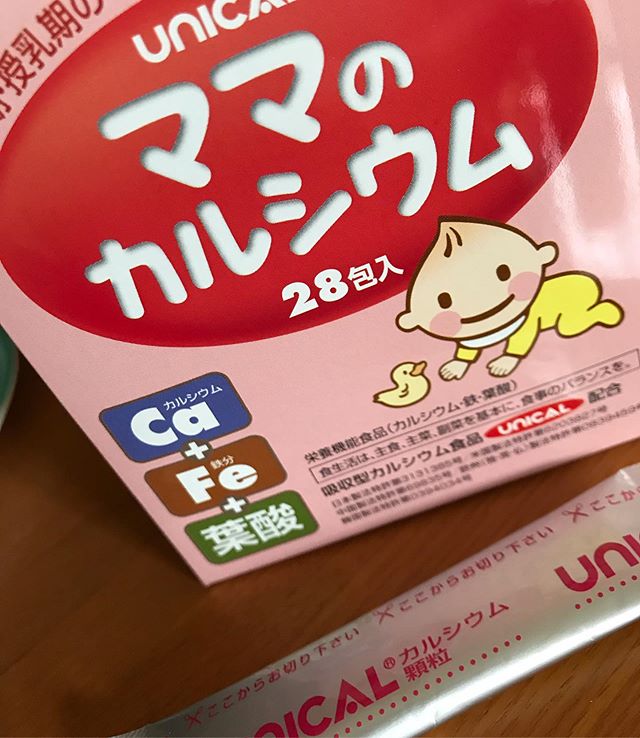 授乳期の
UNICAL
ママの
カルシウム
28包入
カルシウム
Ca
+
鉄分
Fe
+
葉酸
栄養機能食品(カルシウム・鉄・葉酸)
食生活は、主食、主菜、副菜を基本に、食事のバランスを。
吸収型カルシウム食品 UNICAL 配合
ここからお切り下さい
ここからお切り下さい
UNICAL® カルシウム
顆粒